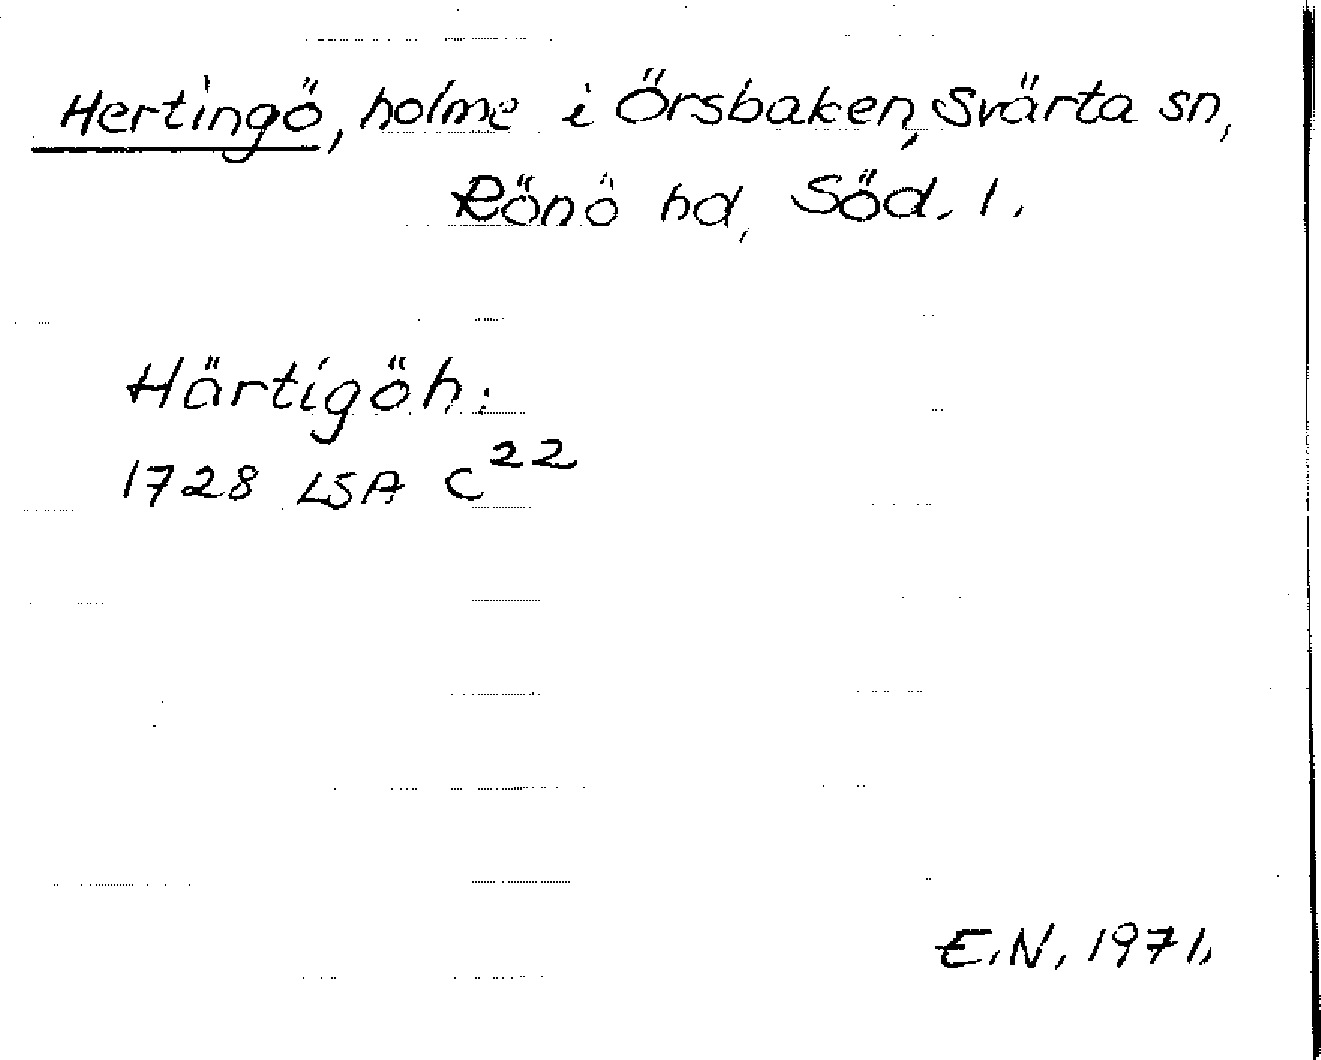 Hertingö, holme i Örsbaken, Svärta sn,
Rönö hd, Söd. l.
Härtigöh:
1728 LSA C²²
E.N. 1971.